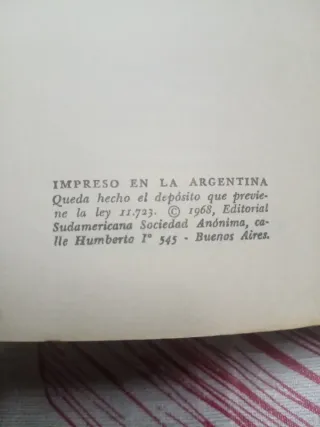 IMPRESO EN LA ARGENTINA
Queda hecho el depósito que previe-
ne la ley 11.723. © 1968, Editorial
Sudamericana Sociedad Anónima, ca-
lle Humberto Iº 545 - Buenos Aires.